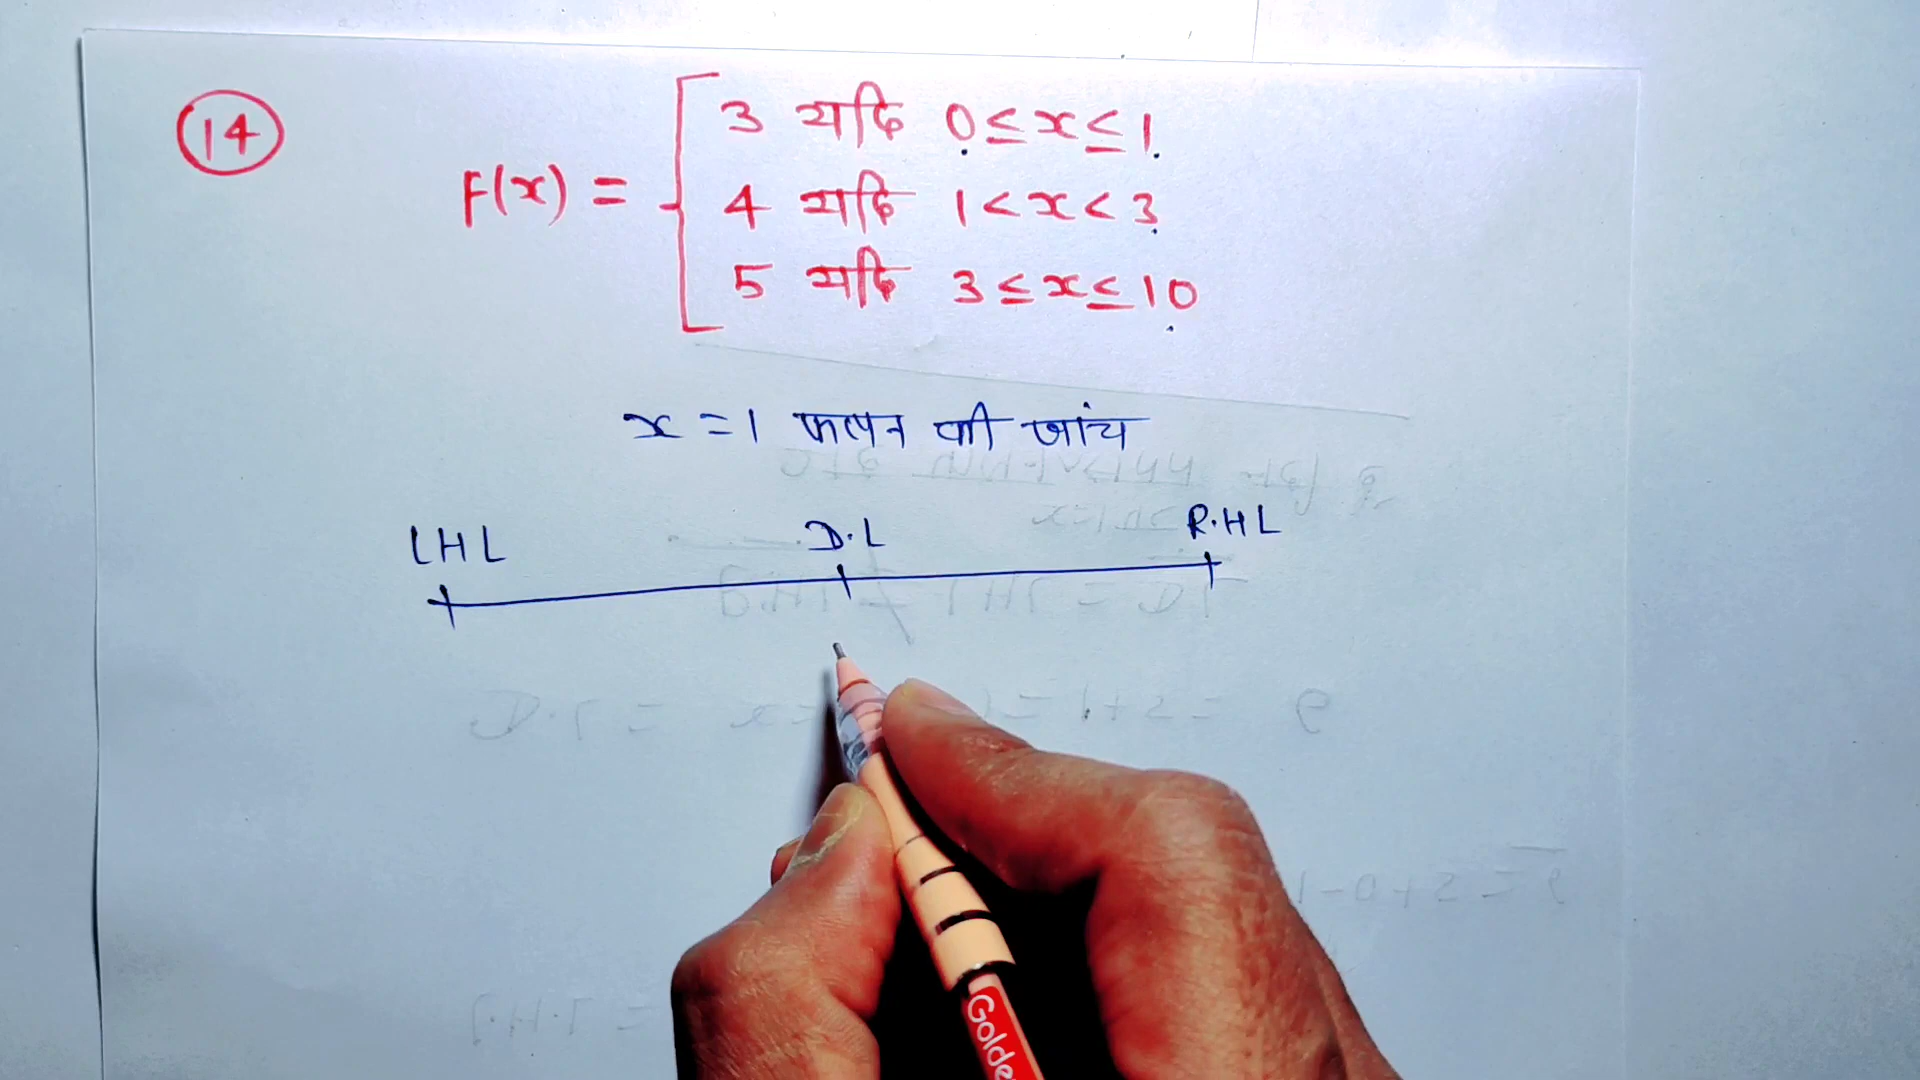 14
F(x) = 3 यदि 0 ≤ x ≤ 1
4 यदि 1 < x < 3
5 यदि 3 ≤ x ≤ 10
x = 1 फलन की जांच
LHL D.L R.HL
Golde